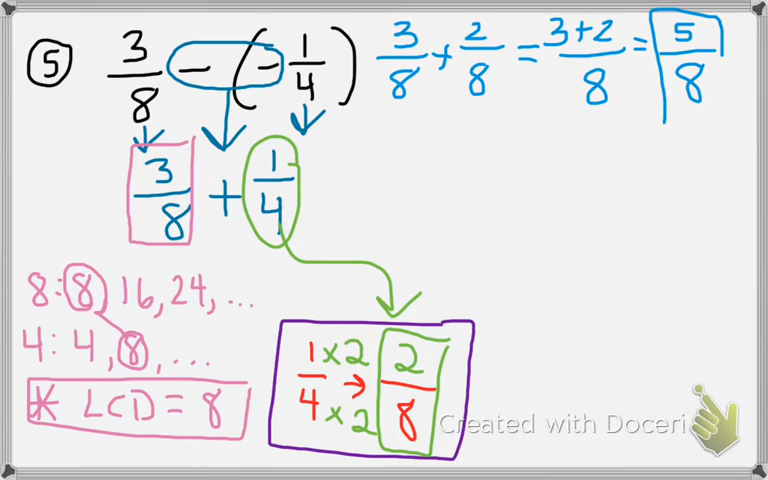 ⑤ 3/8 - (-1/4) 3/8 + 2/8 = 3+2/8 = 5/8
3/8 + 1/4
8: 8, 16, 24, ...
4: 4, 8, ...
* LCD = 8
1/4 ×2 ×2 → 2/8
Created with Doceri